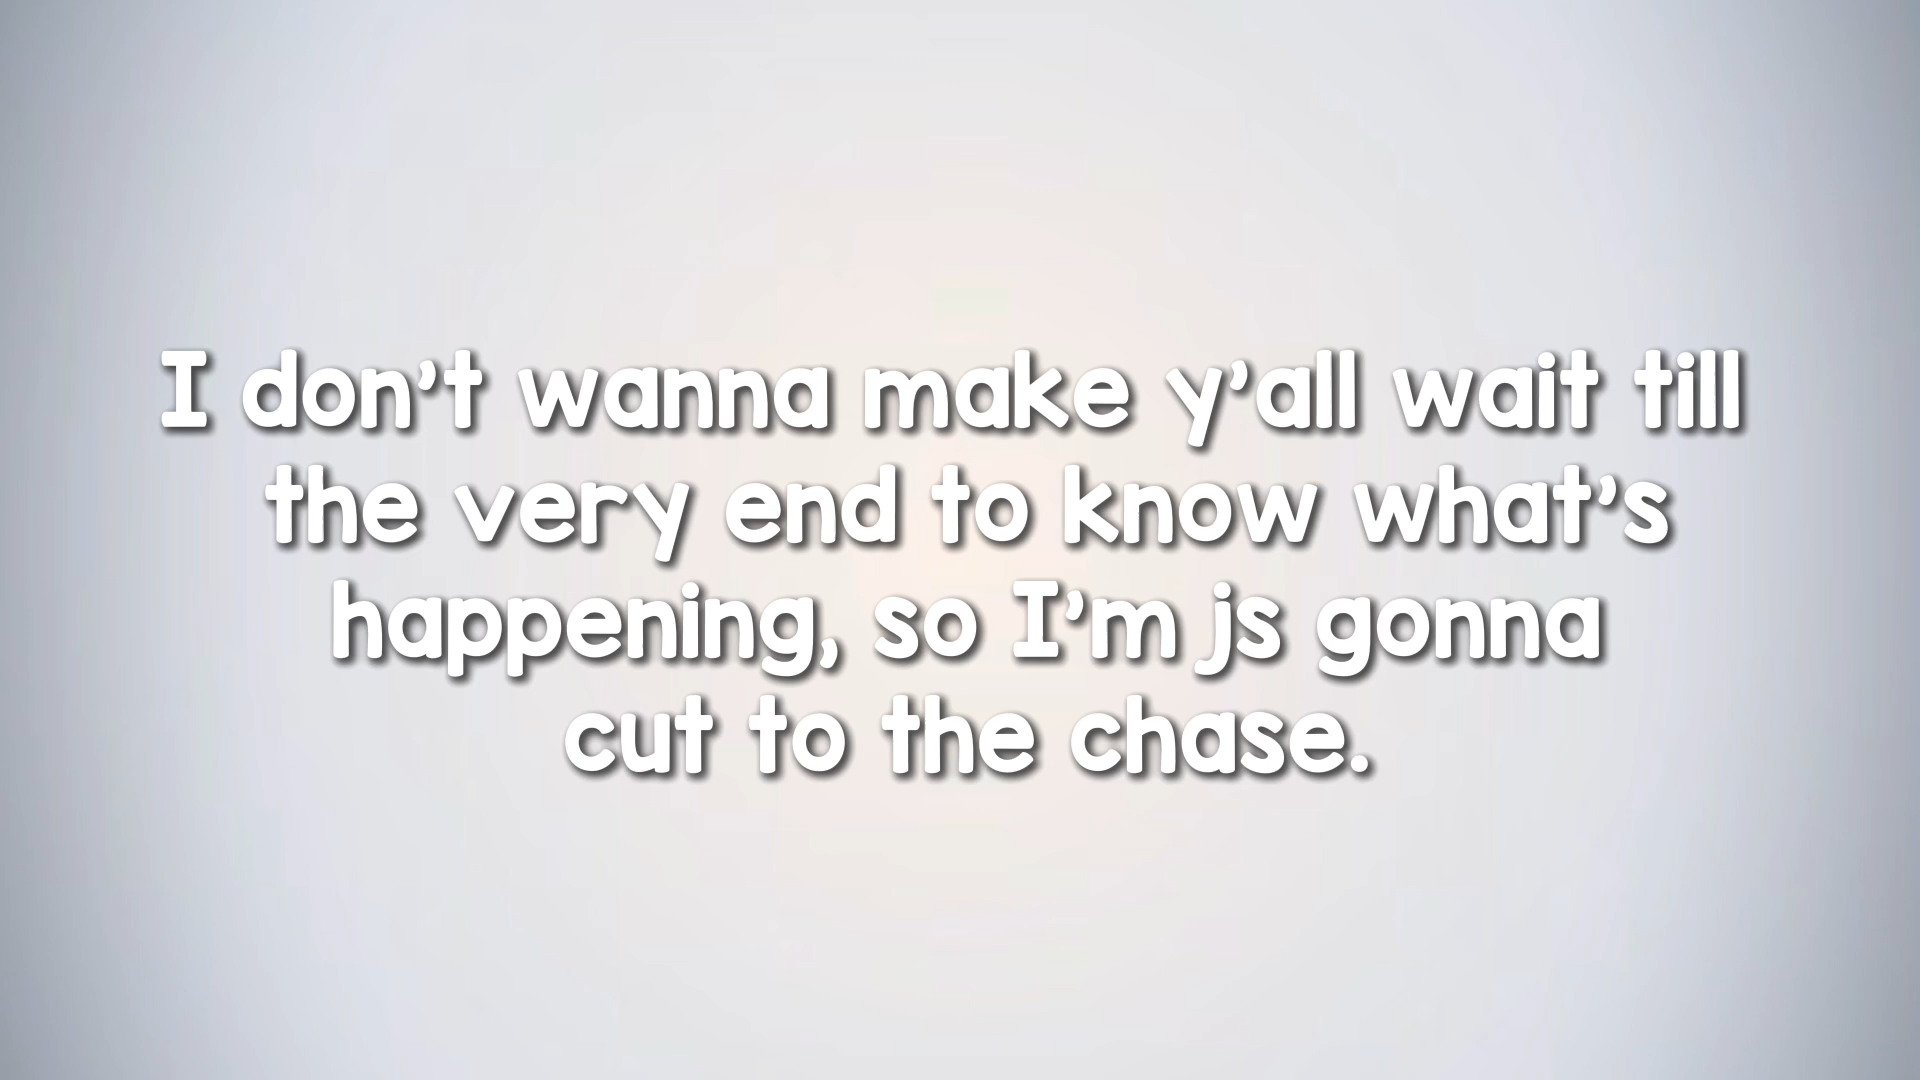 I don't wanna make y'all wait till
the very end to know what's
happening, so I'm js gonna
cut to the chase.